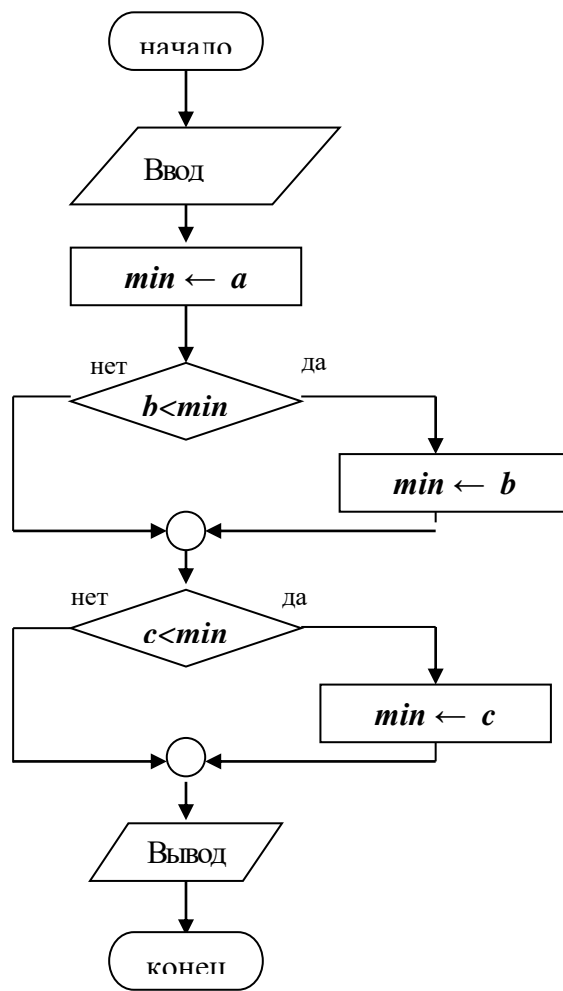 начало
Ввод
min ← a
нет
да
b<min
min ← b
нет
да
c<min
min ← c
Вывод
конец